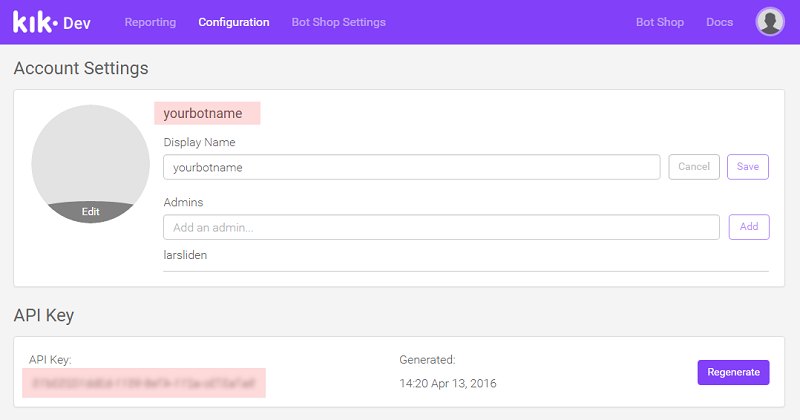 kik• Dev Reporting Configuration Bot Shop Settings Bot Shop Docs
Account Settings
yourbotname
Display Name
yourbotname Cancel Save
Edit
Admins
Add an admin... Add
larsliden
API Key
API Key: Generated:
14:20 Apr 13, 2016 Regenerate